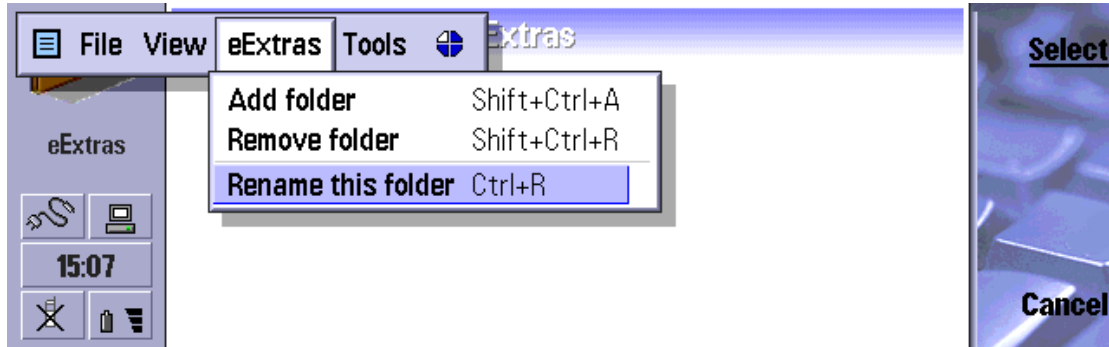 File View eExtras Tools
Extras
Add folder Shift+Ctrl+A
Remove folder Shift+Ctrl+R
Rename this folder Ctrl+R
eExtras
15:07
Select
Cancel